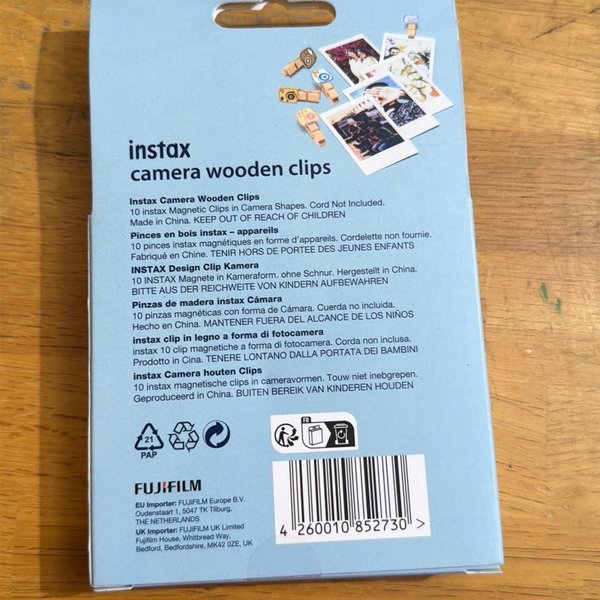 instax
camera wooden clips
Instax Camera Wooden Clips
10 instax Magnetic Clips in Camera Shapes. Cord Not Included.
Made in China. KEEP OUT OF REACH OF CHILDREN
Pinces en bois instax – appareils
10 pinces instax magnétiques en forme d'appareils. Cordelette non fournie.
Fabriqué en Chine. TENIR HORS DE PORTEE DES JEUNES ENFANTS
INSTAX Design Clip Kamera
10 INSTAX Magnete in Kameraform. ohne Schnur. Hergestellt in China.
BITTE AUS DER REICHWEITE VON KINDERN AUFBEWAHREN
Pinzas de madera instax Cámara
10 pinzas magnéticas con forma de Cámara. Cuerda no incluida.
Hecho en China. MANTENER FUERA DEL ALCANCE DE LOS NIÑOS
instax clip in legno a forma di fotocamera
instax 10 clip magnetiche a forma di fotocamera. Corda non inclusa.
Prodotto in Cina. TENERE LONTANO DALLA PORTATA DEI BAMBINI
instax Camera houten Clips
10 instax magnetische clips in cameravormen. Touw niet inbegrepen.
Geproduceerd in China. BUITEN BEREIK VAN KINDEREN HOUDEN
21
PAP
FR
FUJIFILM
EU Importer: FUJIFILM Europe B.V.
Oudenstaart 1, 5047 TK Tilburg,
THE NETHERLANDS
UK Importer: FUJIFILM UK Limited
Fujifilm House, Whitbread Way,
Bedford, Bedfordshire, MK42 0ZE, UK
4 260010 852730 >